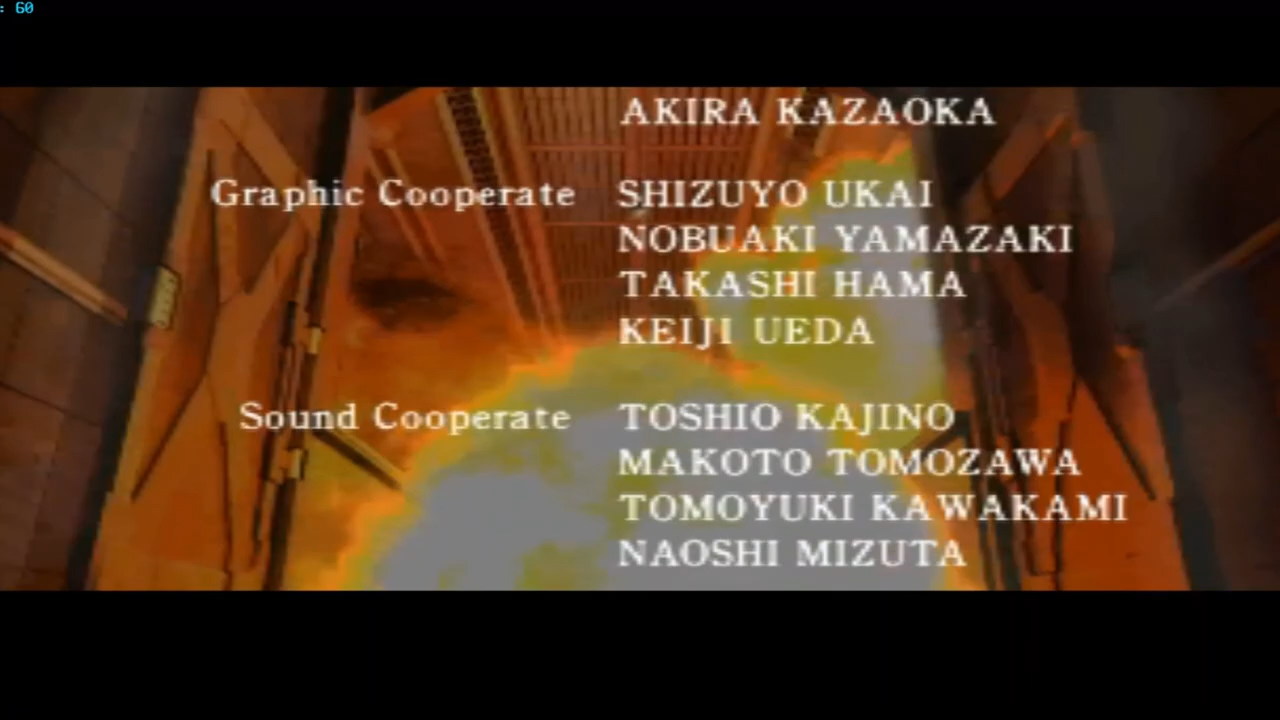 : 60
AKIRA KAZAOKA
Graphic Cooperate SHIZUYO UKAI
NOBUAKI YAMAZAKI
TAKASHI HAMA
KEIJI UEDA
Sound Cooperate TOSHIO KAJINO
MAKOTO TOMOZAWA
TOMOYUKI KAWAKAMI
NAOSHI MIZUTA